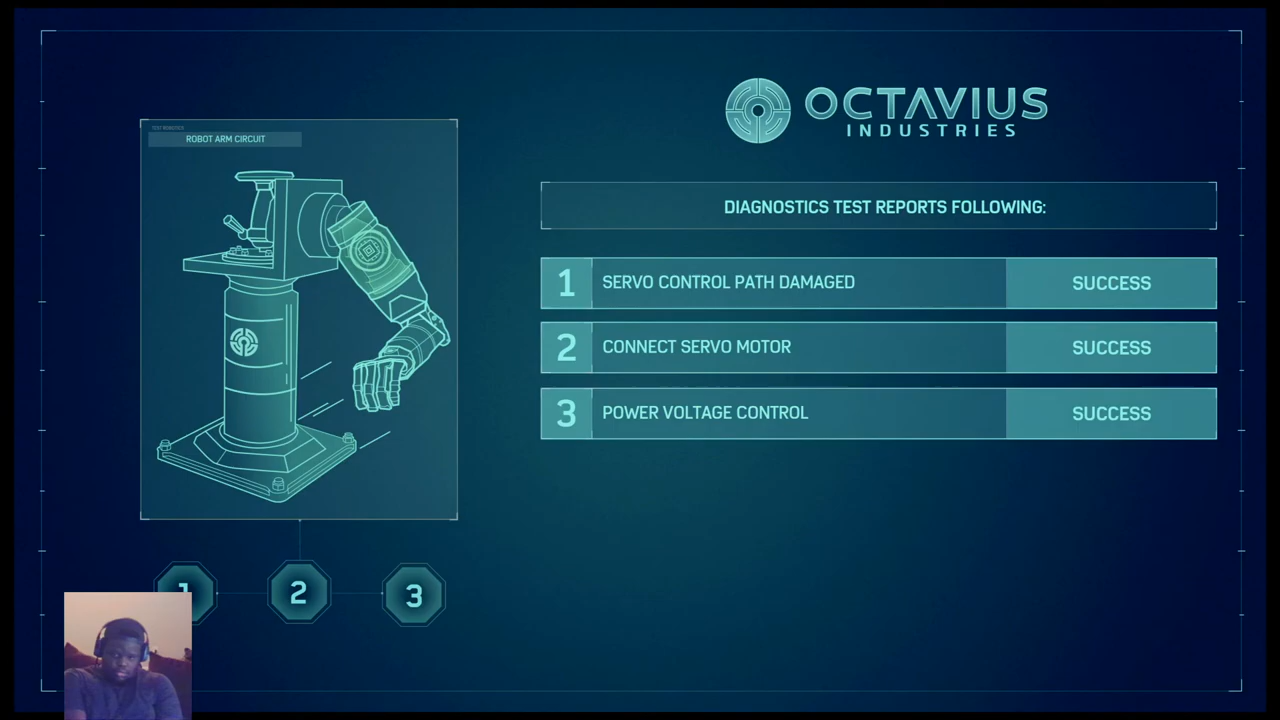 OCTAVIUS
INDUSTRIES
ROBOT ARM CIRCUIT
DIAGNOSTICS TEST REPORTS FOLLOWING:
1 SERVO CONTROL PATH DAMAGED SUCCESS
2 CONNECT SERVO MOTOR SUCCESS
3 POWER VOLTAGE CONTROL SUCCESS
1 2 3